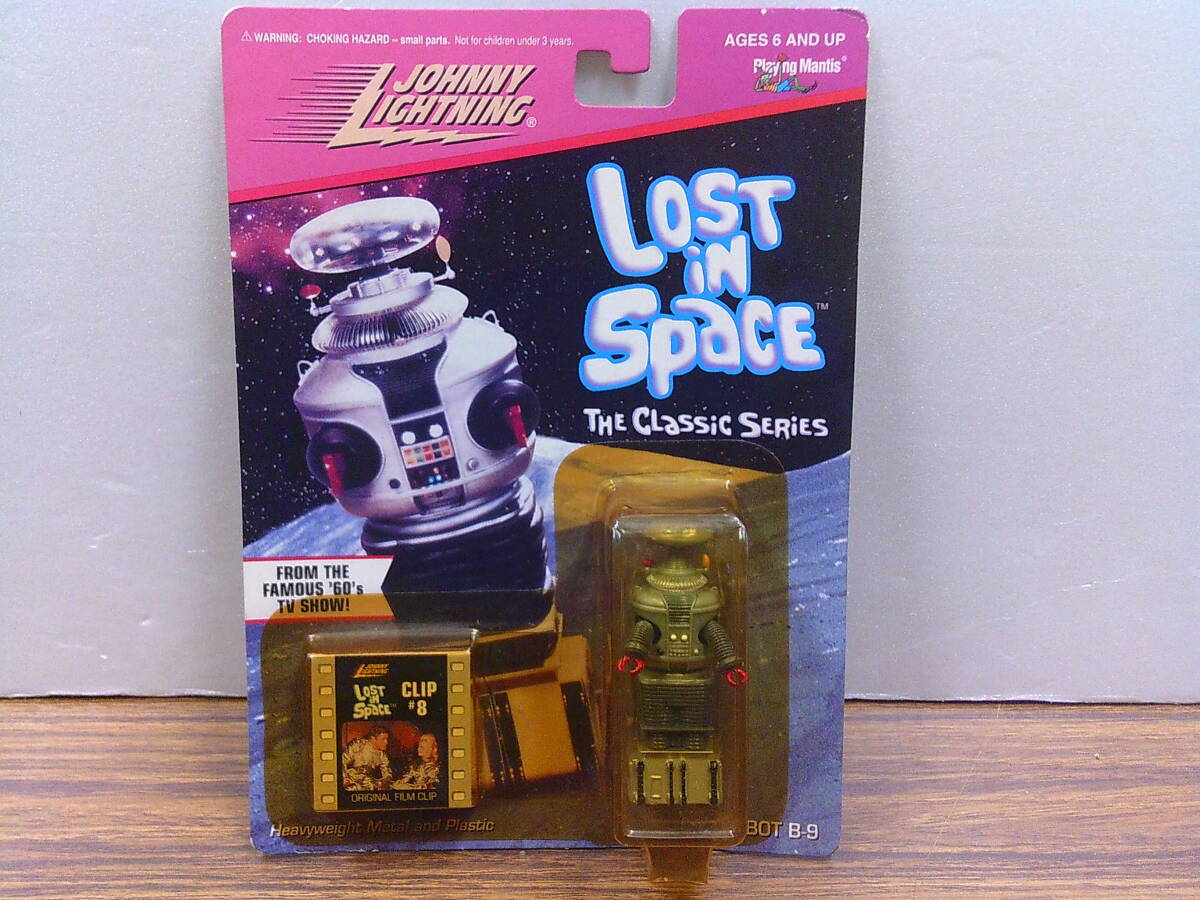 ⚠ WARNING: CHOKING HAZARD – small parts. Not for children under 3 years.
AGES 6 AND UP
Playing Mantis®
JOHNNY
LIGHTNING®
LOST
iN
SpaCE™
THE CLaSSiC SERiES
FROM THE
FAMOUS '60's
TV SHOW!
JOHNNY
LIGHTNING
LOST
iN
SpaCE™
CLIP
#8
ORIGINAL FILM CLIP
Heavyweight Metal and Plastic
BOT B-9